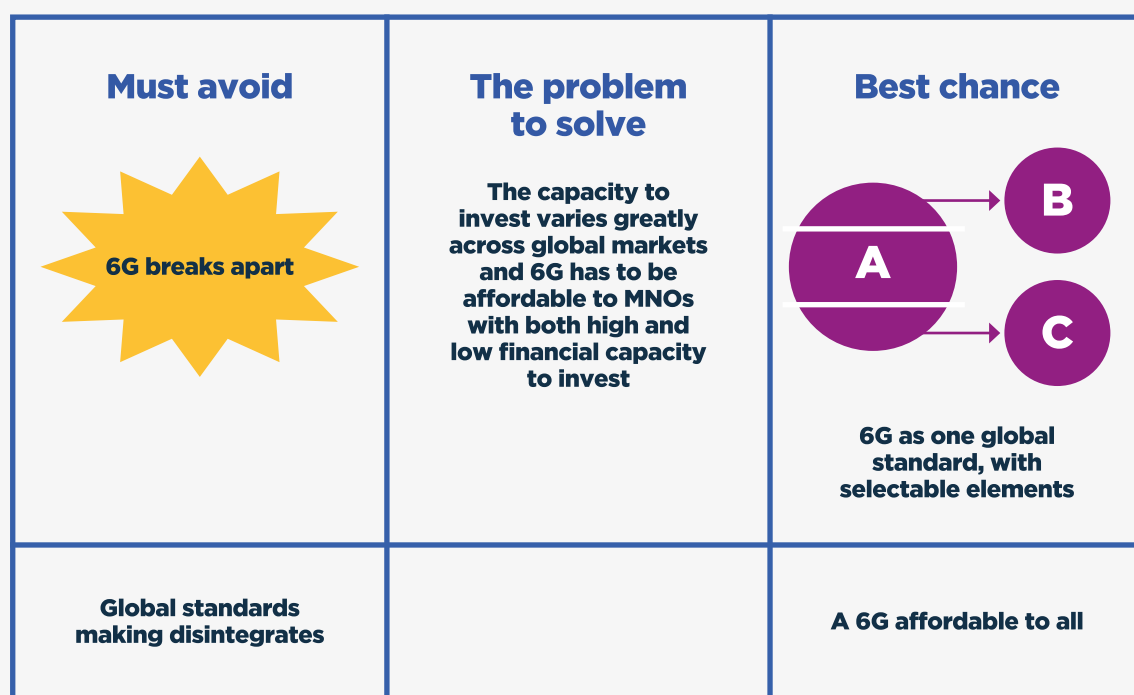 Must avoid
6G breaks apart
The problem
to solve
The capacity to
invest varies greatly
across global markets
and 6G has to be
affordable to MNOs
with both high and
low financial capacity
to invest
Best chance
A
B
C
6G as one global
standard, with
selectable elements
Global standards
making disintegrates
A 6G affordable to all